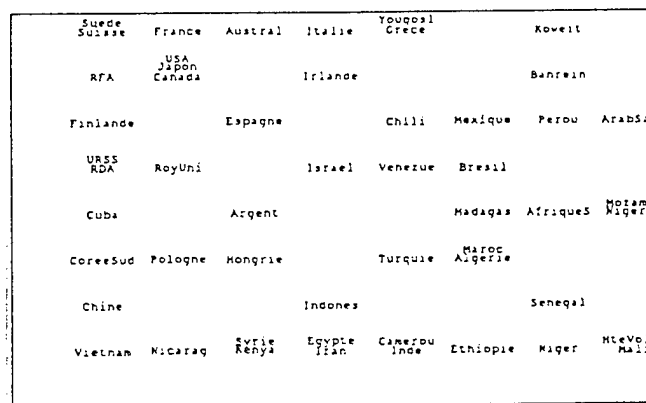 Suede Yougosl
Suisse France Austral Italie Grece Koweit
USA
Japon
RFA Canada Irlande Banrein
Finlande Espagne Chili Mexique Perou ArabS
URSS
RDA RoyUni Israel Venezue Bresil
Mozam
Cuba Argent Madagas AfriqueS Niger
Maroc
CoreeSud Pologne Hongrie Turquie Algerie
Chine Indones Senegal
Syrie Egypte Camerou HteVo
Vietnam Nicarag Kenya Iran Inde Ethiopie Niger Mali